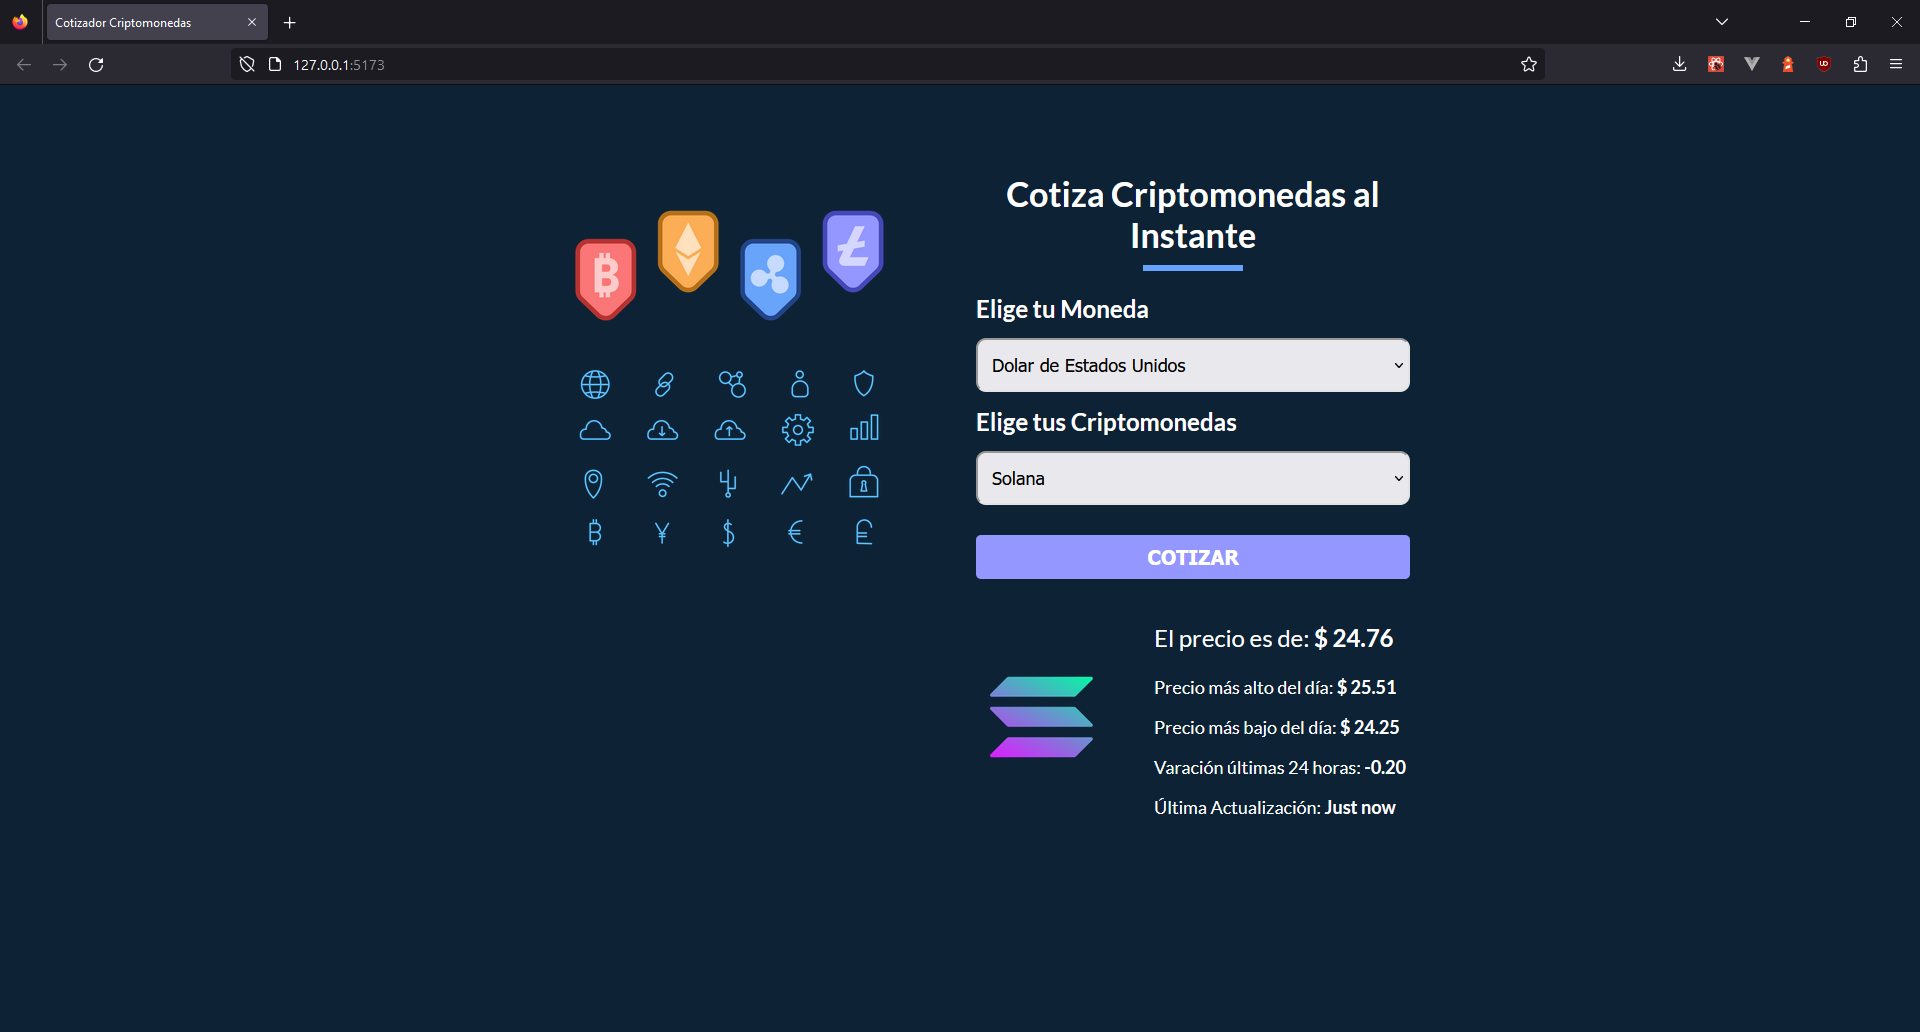 Cotizador Criptomonedas
127.0.0.1:5173
Cotiza Criptomonedas al
Instante
Elige tu Moneda
Dolar de Estados Unidos
Elige tus Criptomonedas
Solana
COTIZAR
El precio es de: $ 24.76
Precio más alto del día: $ 25.51
Precio más bajo del día: $ 24.25
Varación últimas 24 horas: -0.20
Última Actualización: Just now